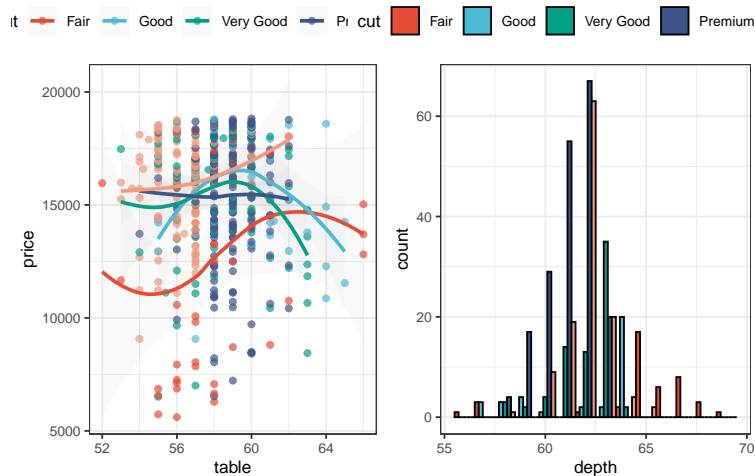 Fair Good Very Good cut Fair Good Very Good Premium
20000
15000
10000
5000
price
52 56 60 64
table
60
40
20
0
count
55 60 65 70
depth